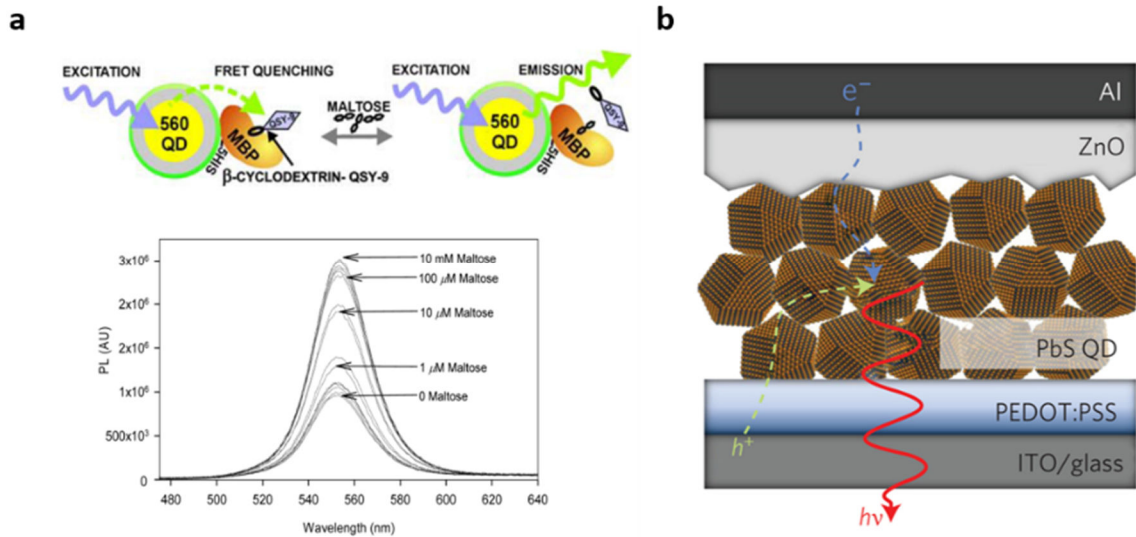 a
EXCITATION
FRET QUENCHING
560
QD
MBP
5HIS
QSY-9
β-CYCLODEXTRIN- QSY-9
MALTOSE
EXCITATION
EMISSION
560
QD
MBP
5HIS
QSY-9
3x10⁶
2x10⁶
2x10⁶
1x10⁶
500x10³
0
PL (AU)
10 mM Maltose
100 μM Maltose
10 μM Maltose
1 μM Maltose
0 Maltose
480 500 520 540 560 580 600 620 640
Wavelength (nm)
b
e⁻
Al
ZnO
PbS QD
PEDOT:PSS
h⁺
ITO/glass
hν